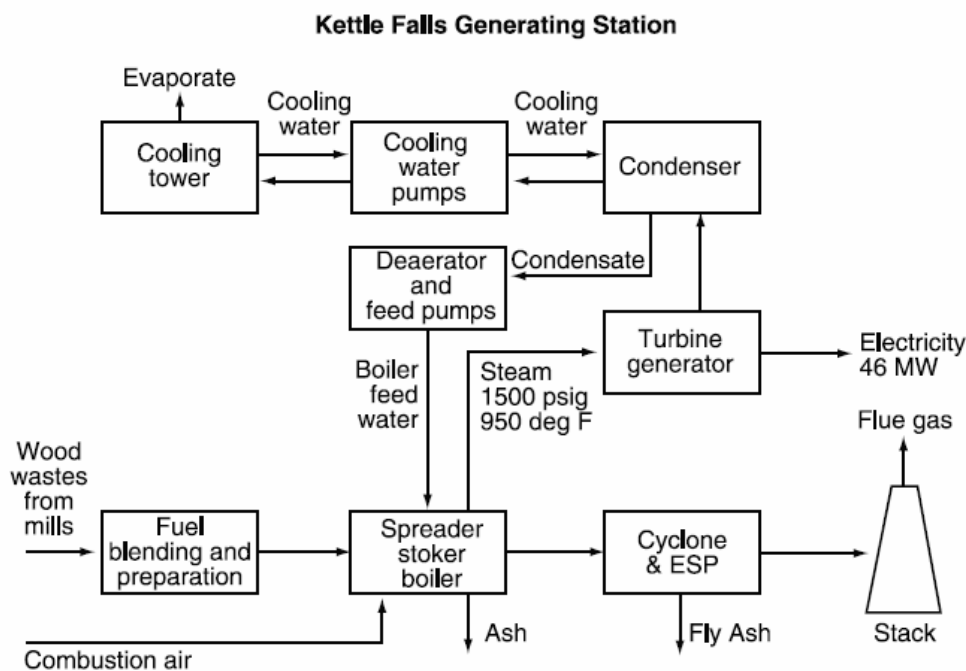 Kettle Falls Generating Station
Evaporate
Cooling
water
Cooling
water
Cooling
tower
Cooling
water
pumps
Condenser
Condensate
Deaerator
and
feed pumps
Turbine
generator
Electricity
46 MW
Boiler
feed
water
Steam
1500 psig
950 deg F
Flue gas
Wood
wastes
from
mills
Fuel
blending and
preparation
Spreader
stoker
boiler
Cyclone
& ESP
Ash
Fly Ash
Stack
Combustion air